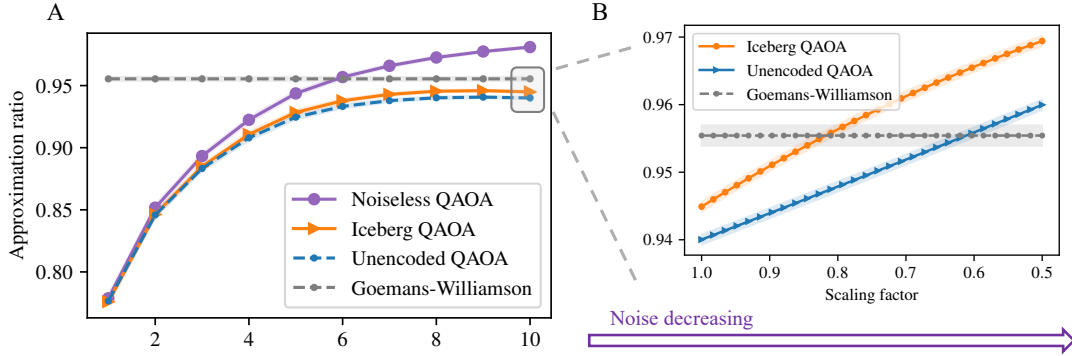 A
Approximation ratio
0.95
0.90
0.85
0.80
2
4
6
8
10
Noiseless QAOA
Iceberg QAOA
Unencoded QAOA
Goemans-Williamson
B
0.97
0.96
0.95
0.94
Iceberg QAOA
Unencoded QAOA
Goemans-Williamson
1.0
0.9
0.8
0.7
0.6
0.5
Scaling factor
Noise decreasing